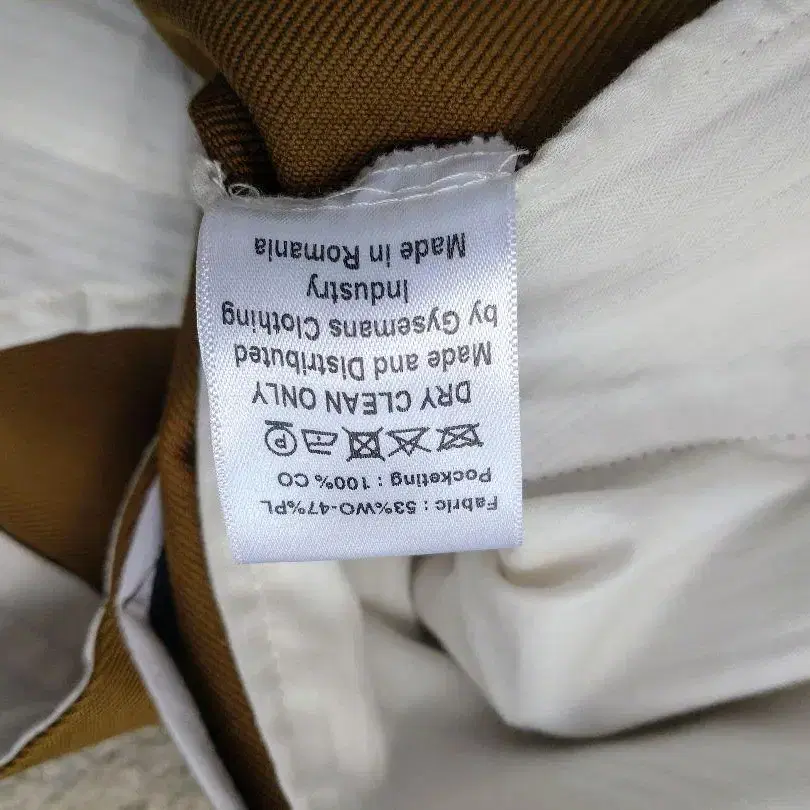 Fabric : 53%WO-47%PL
Pocketing : 100% CO
P
DRY CLEAN ONLY
Made and Distributed
by Gysemans Clothing
Industry
Made in Romania